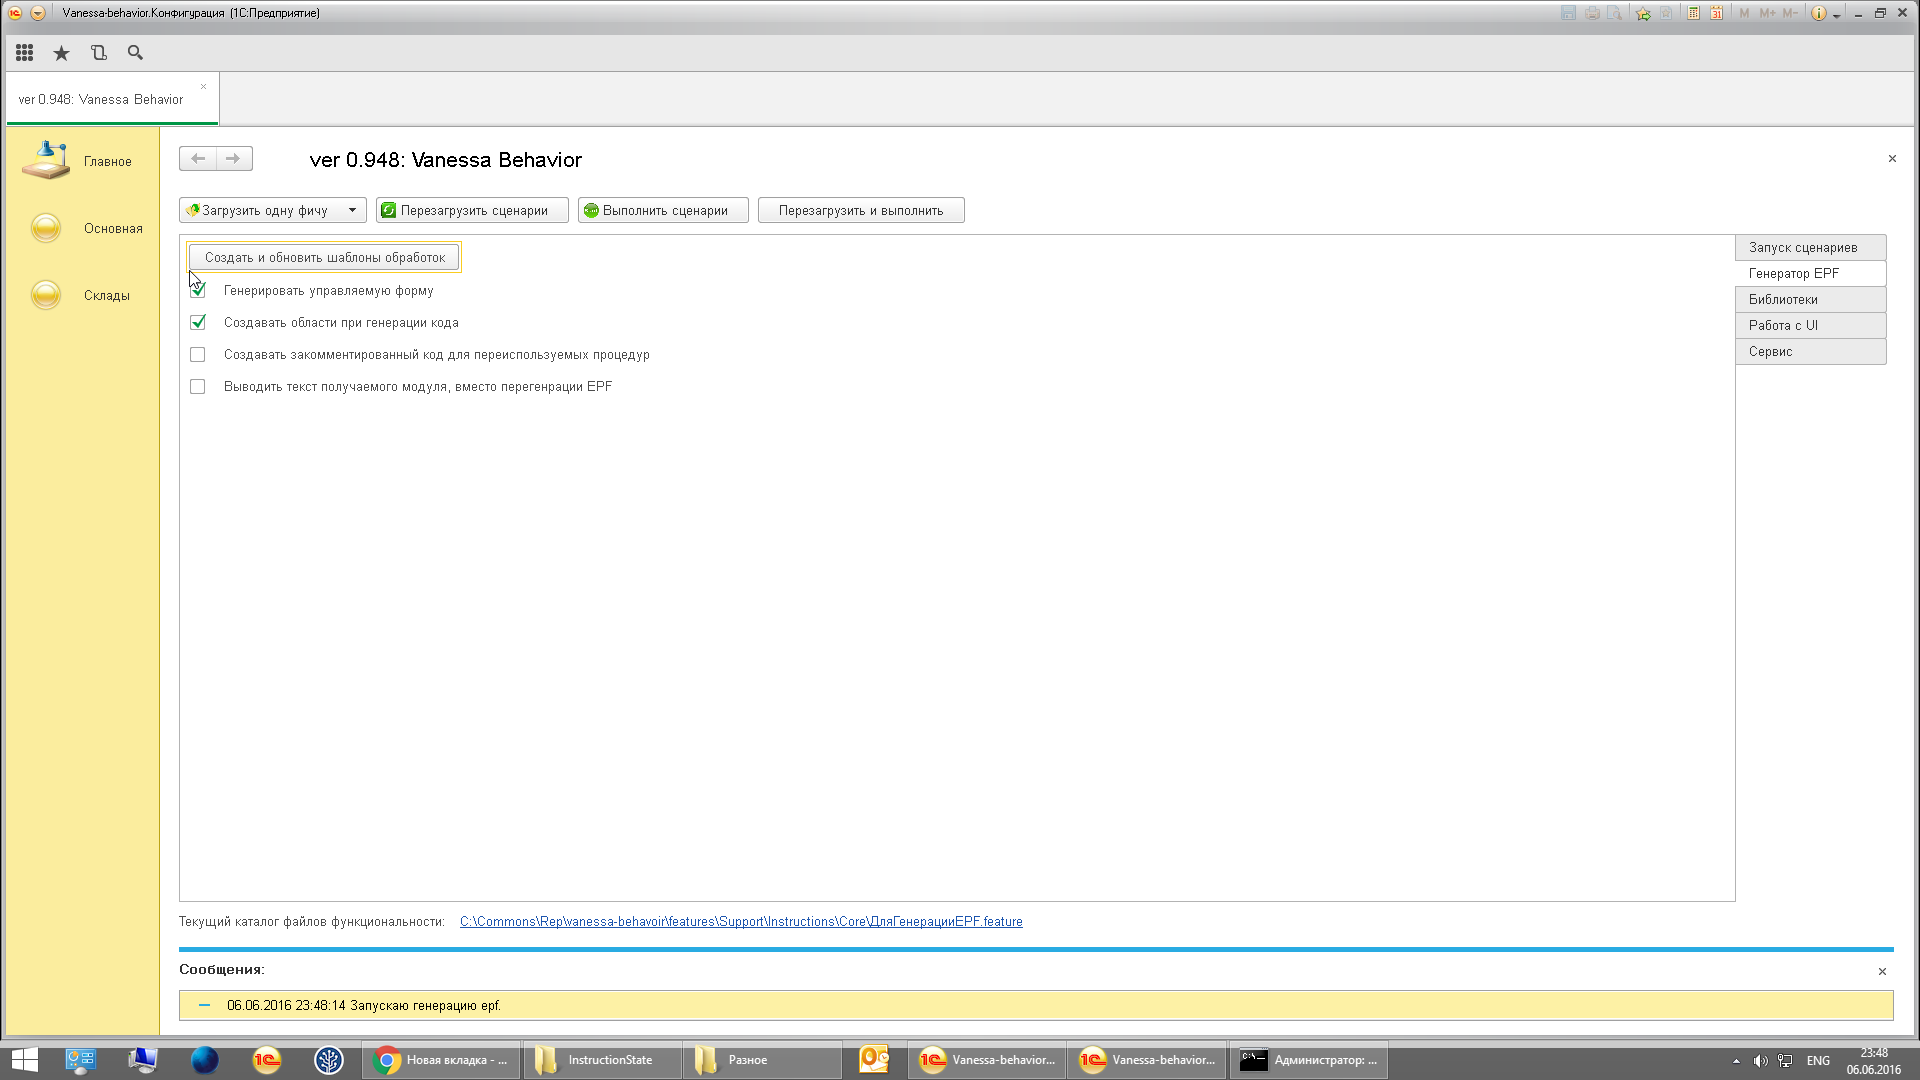 Vanessa-behavior.Конфигурация (1С:Предприятие)
M M+ M-
ver 0.948: Vanessa Behavior
Главное
Основная
Склады
ver 0.948: Vanessa Behavior
Загрузить одну фичу
Перезагрузить сценарии
Выполнить сценарии
Перезагрузить и выполнить
Создать и обновить шаблоны обработок
Генерировать управляемую форму
Создавать области при генерации кода
Создавать закомментированный код для переиспользуемых процедур
Выводить текст получаемого модуля, вместо перегенрации EPF
Запуск сценариев
Генератор EPF
Библиотеки
Работа с UI
Сервис
Текущий каталог файлов функциональности: C:\Commons\Rep\vanessa-behavoir\features\Support\Instructions\Core\ДляГенерацииEPF.feature
Сообщения:
06.06.2016 23:48:14 Запускаю генерацию epf.
Новая вкладка - ...
InstructionState
Разное
Vanessa-behavior...
Vanessa-behavior...
Администратор: ...
ENG
23:48
06.06.2016